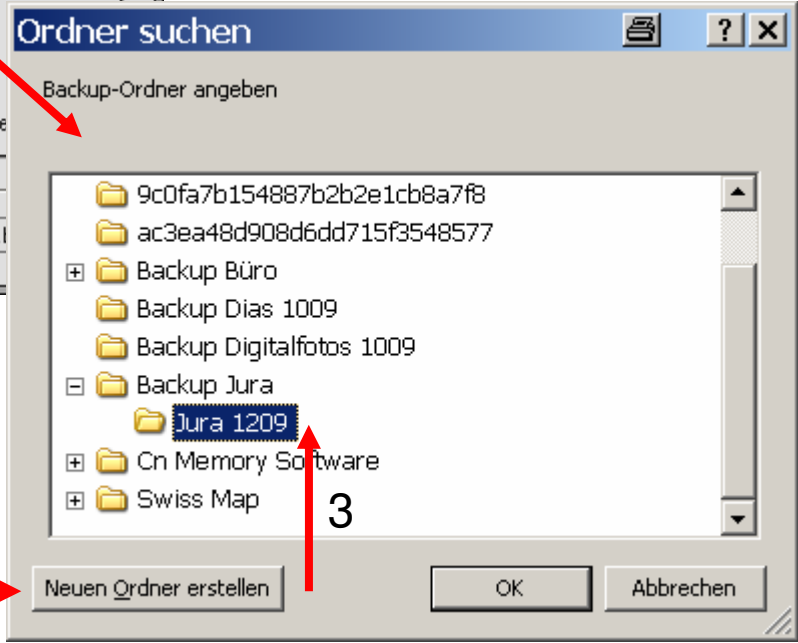 Ordner suchen
Backup-Ordner angeben
9c0fa7b154887b2b2e1cb8a7f8
ac3ea48d908d6dd715f3548577
Backup Büro
Backup Dias 1009
Backup Digitalfotos 1009
Backup Jura
Jura 1209
Cn Memory Software
Swiss Map
3
Neuen Ordner erstellen
OK
Abbrechen